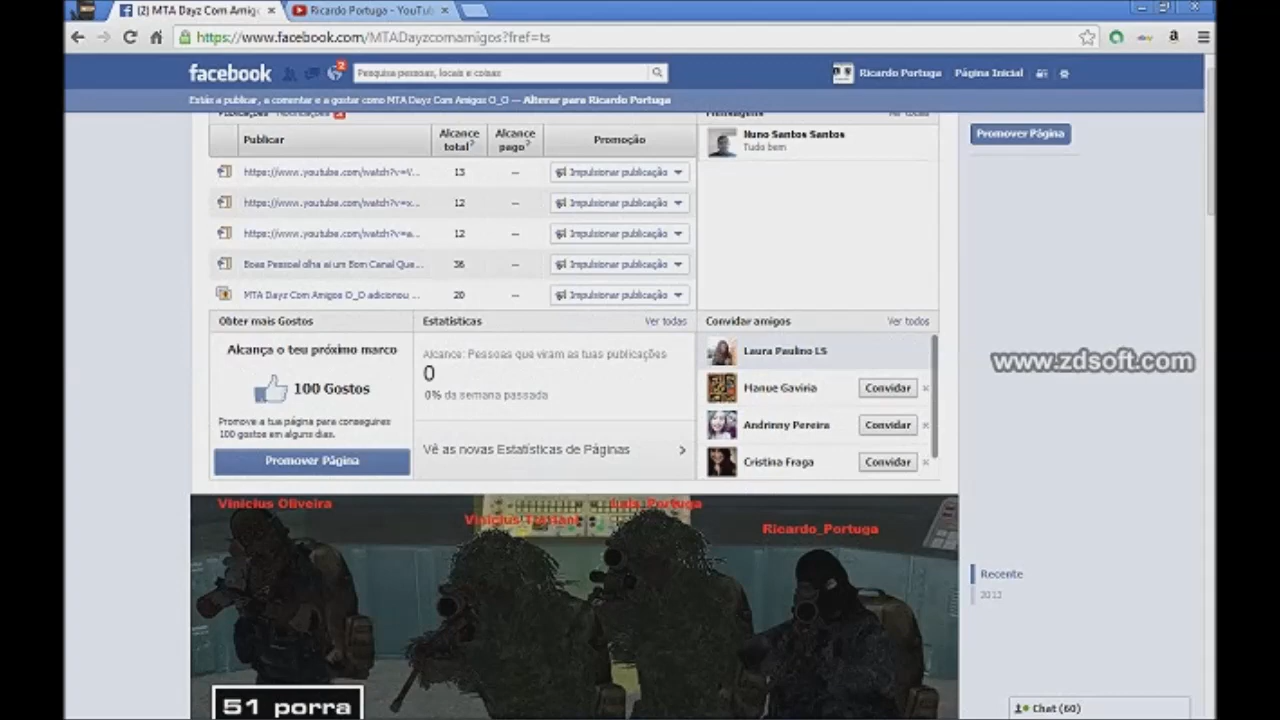 (2) MTA Dayz Com Amig
Ricardo Portuga - YouTu
https://www.facebook.com/MTADayzcomamigos?fref=ts
facebook
2
Pesquisa pessoas, locais e coisas
Ricardo Portuga
Página Inicial
Estás a publicar, a comentar e a gostar como MTA Dayz Com Amigos O_O — Alterar para Ricardo Portuga
Publicar
Alcance total?
Alcance pago?
Promoção
https://www.youtube.com/watch?v=V...
13
—
Impulsionar publicação
https://www.youtube.com/watch?v=x...
12
—
Impulsionar publicação
https://www.youtube.com/watch?v=a...
12
—
Impulsionar publicação
Boas Pessoal olha ai um Bom Canal Que...
36
—
Impulsionar publicação
MTA Dayz Com Amigos O_O adicionou ...
20
—
Impulsionar publicação
Nuno Santos Santos
Tudo bem
Promover Página
Obter mais Gostos
Alcança o teu próximo marco
100 Gostos
Promove a tua página para conseguires
100 gostos em alguns dias.
Promover Página
Estatísticas
Ver todas
Alcance: Pessoas que viram as tuas publicações
0
0% da semana passada
Vê as novas Estatísticas de Páginas
Convidar amigos
Ver todos
Laura Paulino LS
Manue Gaviria
Convidar
Andrinny Pereira
Convidar
Cristina Fraga
Convidar
www.zdsoft.com
Vinicius Oliveira
Vinicius
Ricardo_Portuga
51 porra
Recente
2013
Chat (60)